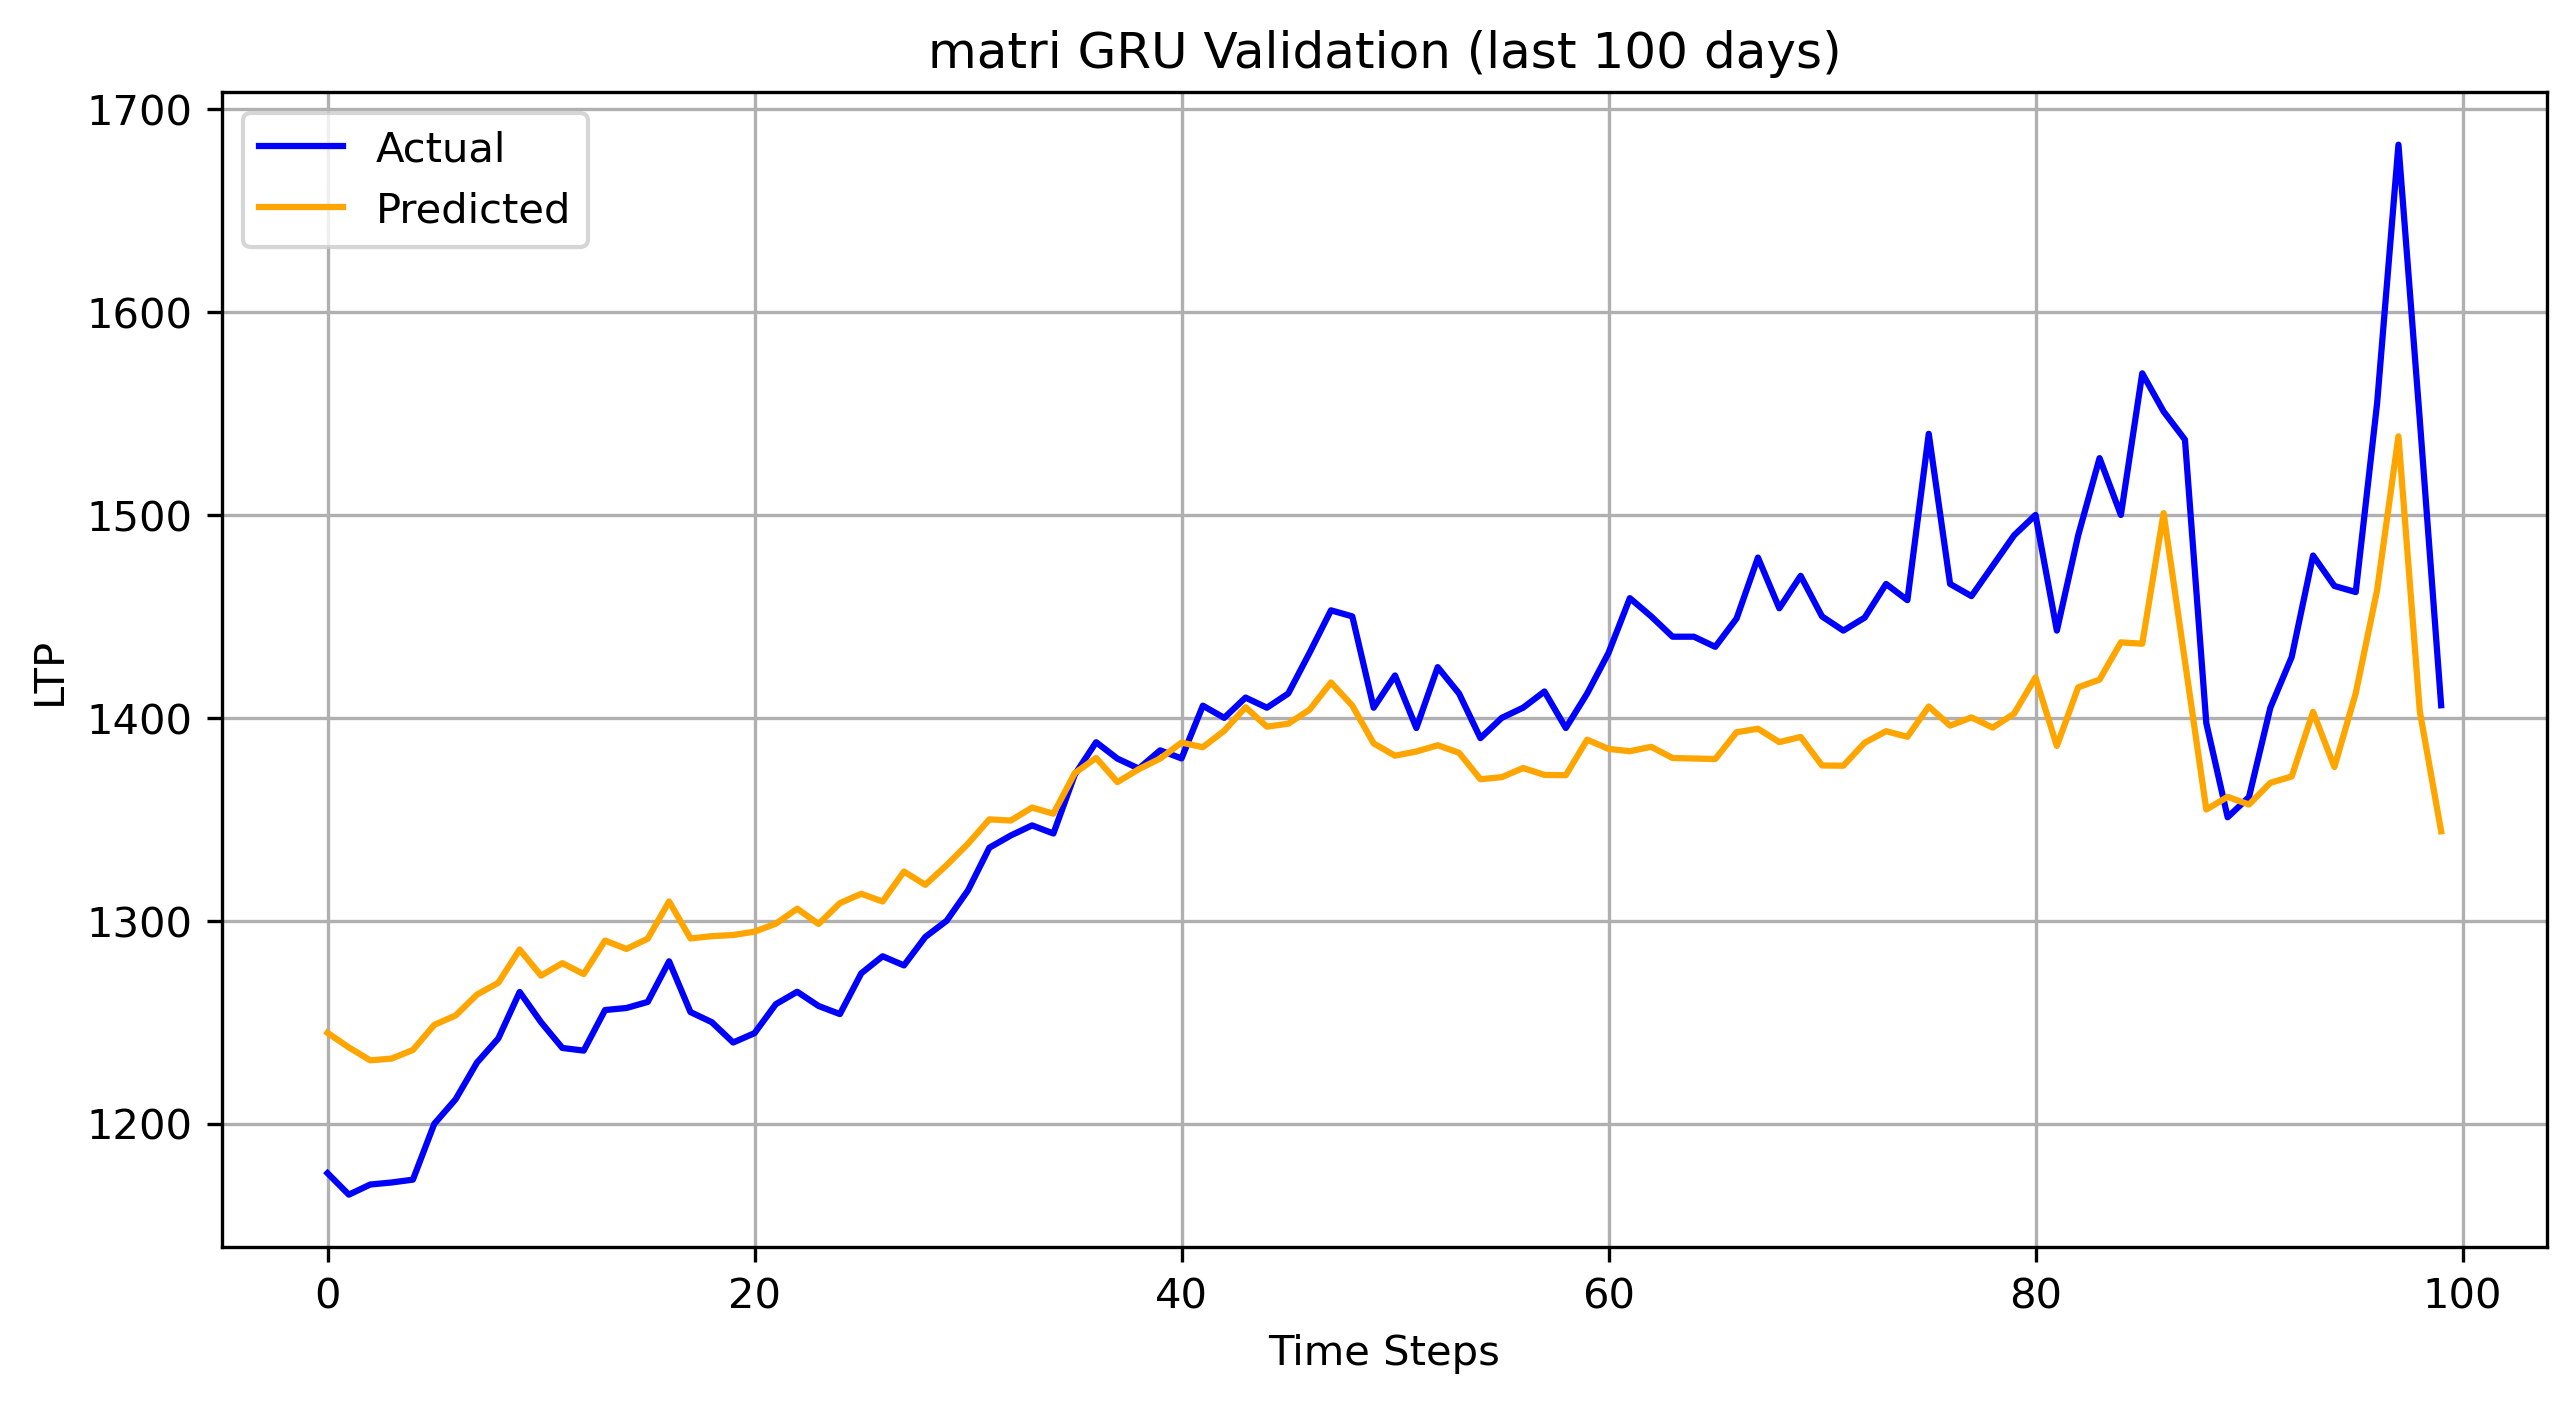 matri GRU Validation (last 100 days)
Actual
Predicted
1700
1600
1500
1400
1300
1200
LTP
0 20 40 60 80 100
Time Steps